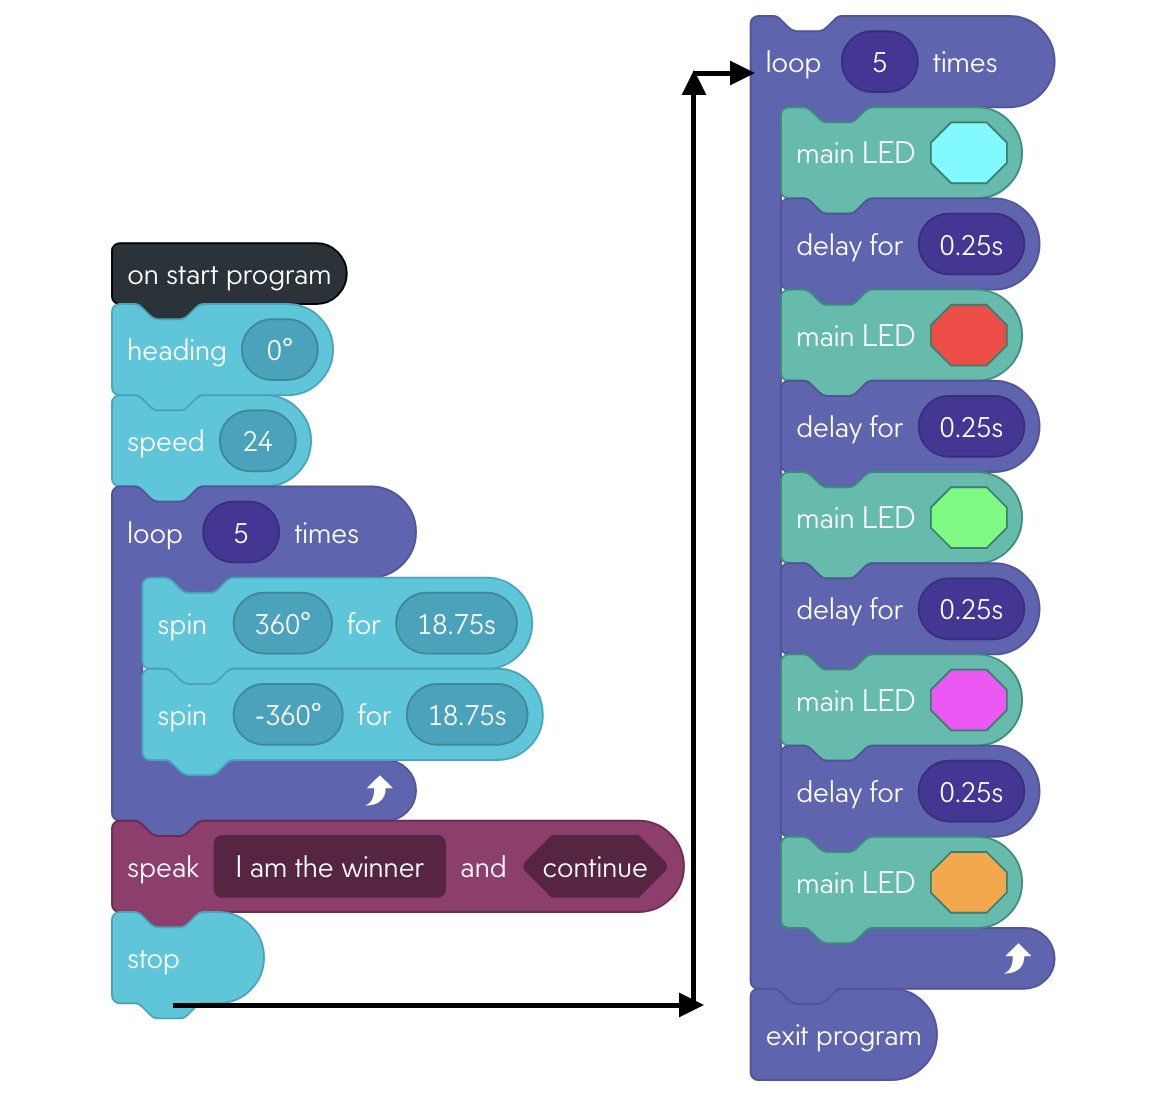 on start program
heading 0°
speed 24
loop 5 times
spin 360° for 18.75s
spin -360° for 18.75s
speak I am the winner and continue
stop
loop 5 times
main LED
delay for 0.25s
main LED
delay for 0.25s
main LED
delay for 0.25s
main LED
delay for 0.25s
main LED
exit program